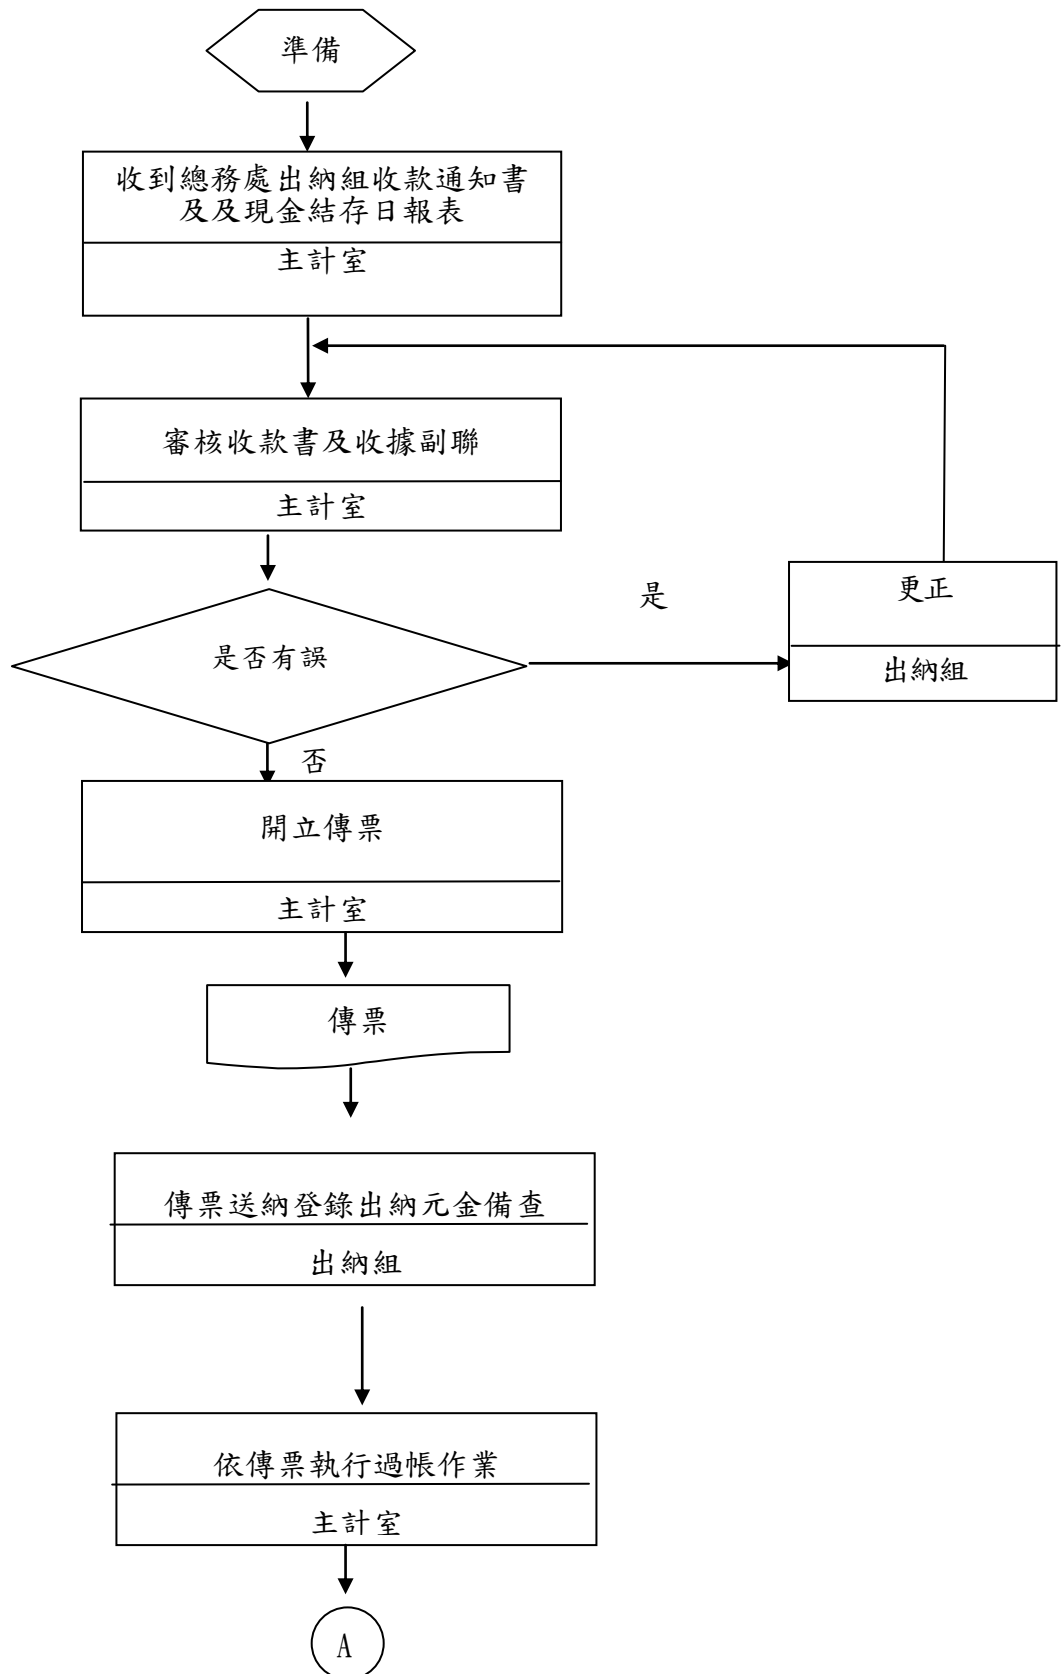 準備
收到總務處出納組收款通知書
及及現金結存日報表
主計室
審核收款書及收據副聯
主計室
是否有誤
是
更正
出納組
否
開立傳票
主計室
傳票
傳票送納登錄出納元金備查
出納組
依傳票執行過帳作業
主計室
A